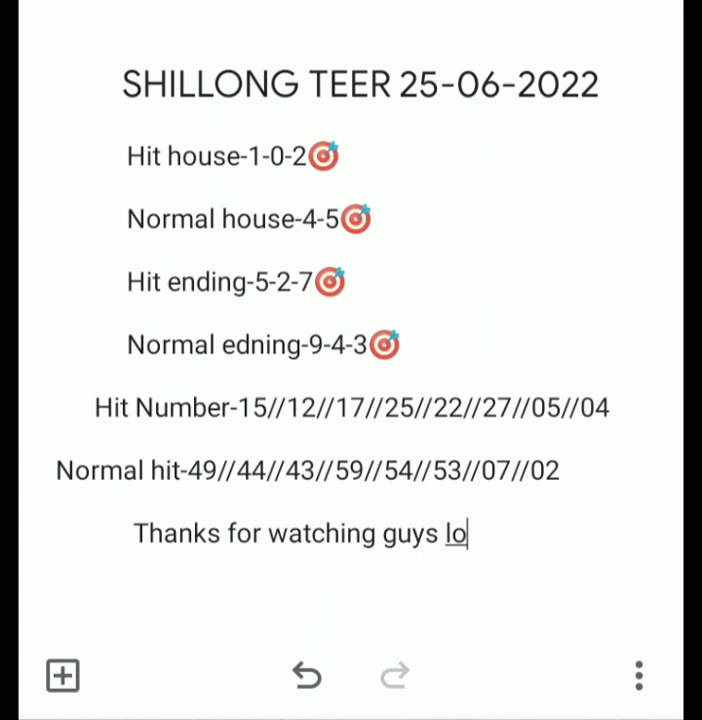 SHILLONG TEER 25-06-2022
Hit house-1-0-2🎯
Normal house-4-5🎯
Hit ending-5-2-7🎯
Normal edning-9-4-3🎯
Hit Number-15//12//17//25//22//27//05//04
Normal hit-49//44//43//59//54//53//07//02
Thanks for watching guys lo